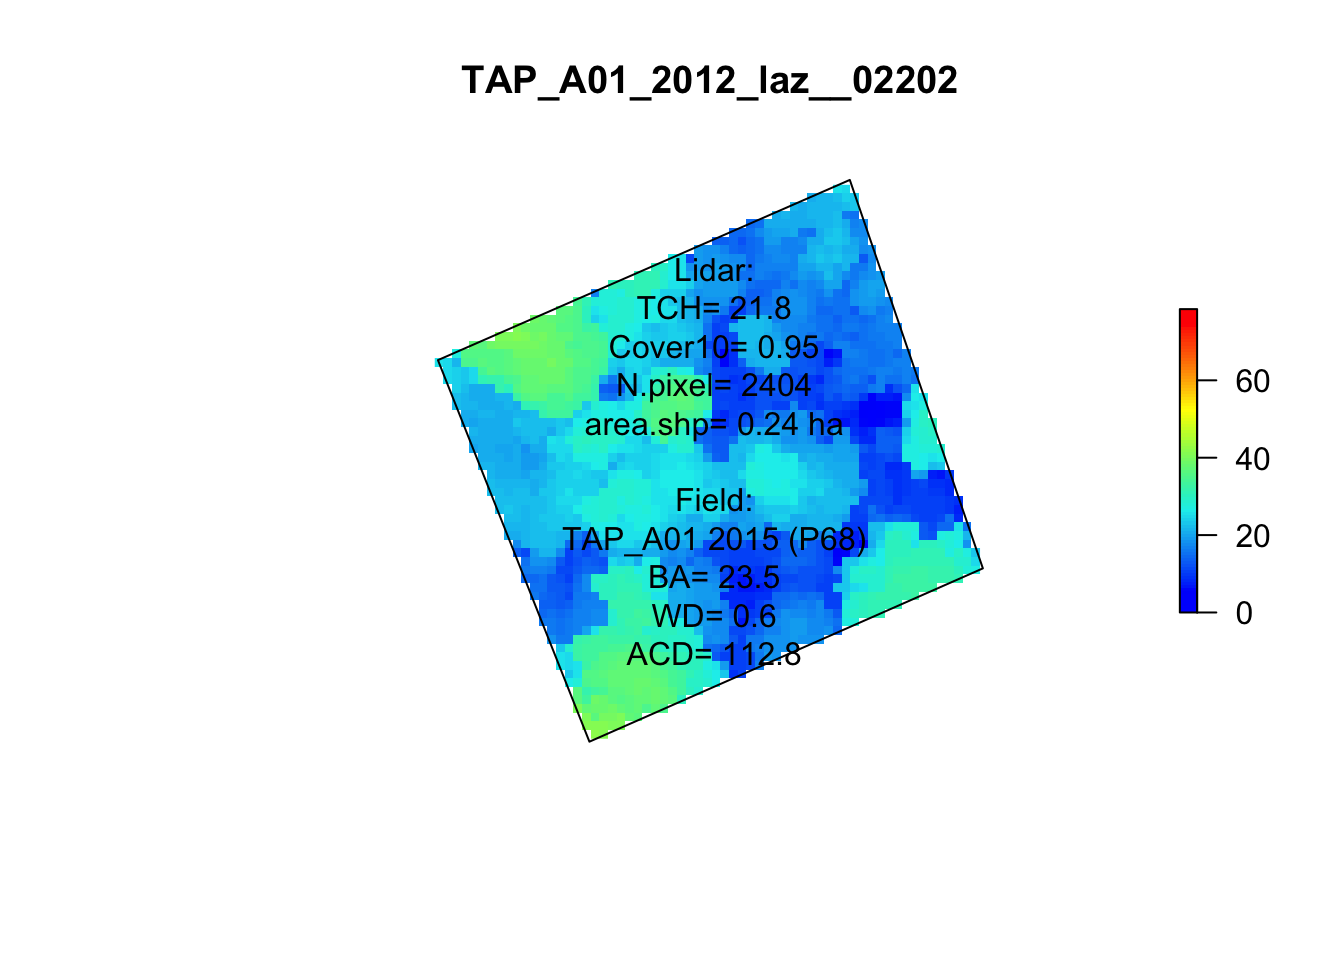 TAP_A01_2012_laz__02202
Lidar:
TCH= 21.8
Cover10= 0.95
N.pixel= 2404
area.shp= 0.24 ha
Field:
TAP_A01 2015 (P68)
BA= 23.5
WD= 0.6
ACD= 112.8
60
40
20
0